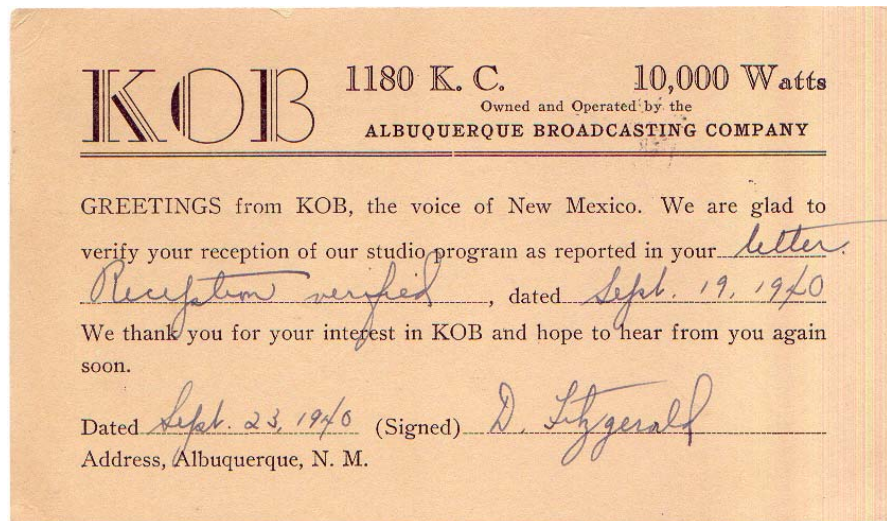 KOB 1180 K. C. 10,000 Watts
Owned and Operated by the
ALBUQUERQUE BROADCASTING COMPANY
GREETINGS from KOB, the voice of New Mexico. We are glad to
verify your reception of our studio program as reported in your letter.
Reception verified, dated Sept. 19, 1940
We thank you for your interest in KOB and hope to hear from you again
soon.
Dated Sept. 23, 1940 (Signed) D. Fitzgerald
Address, Albuquerque, N. M.